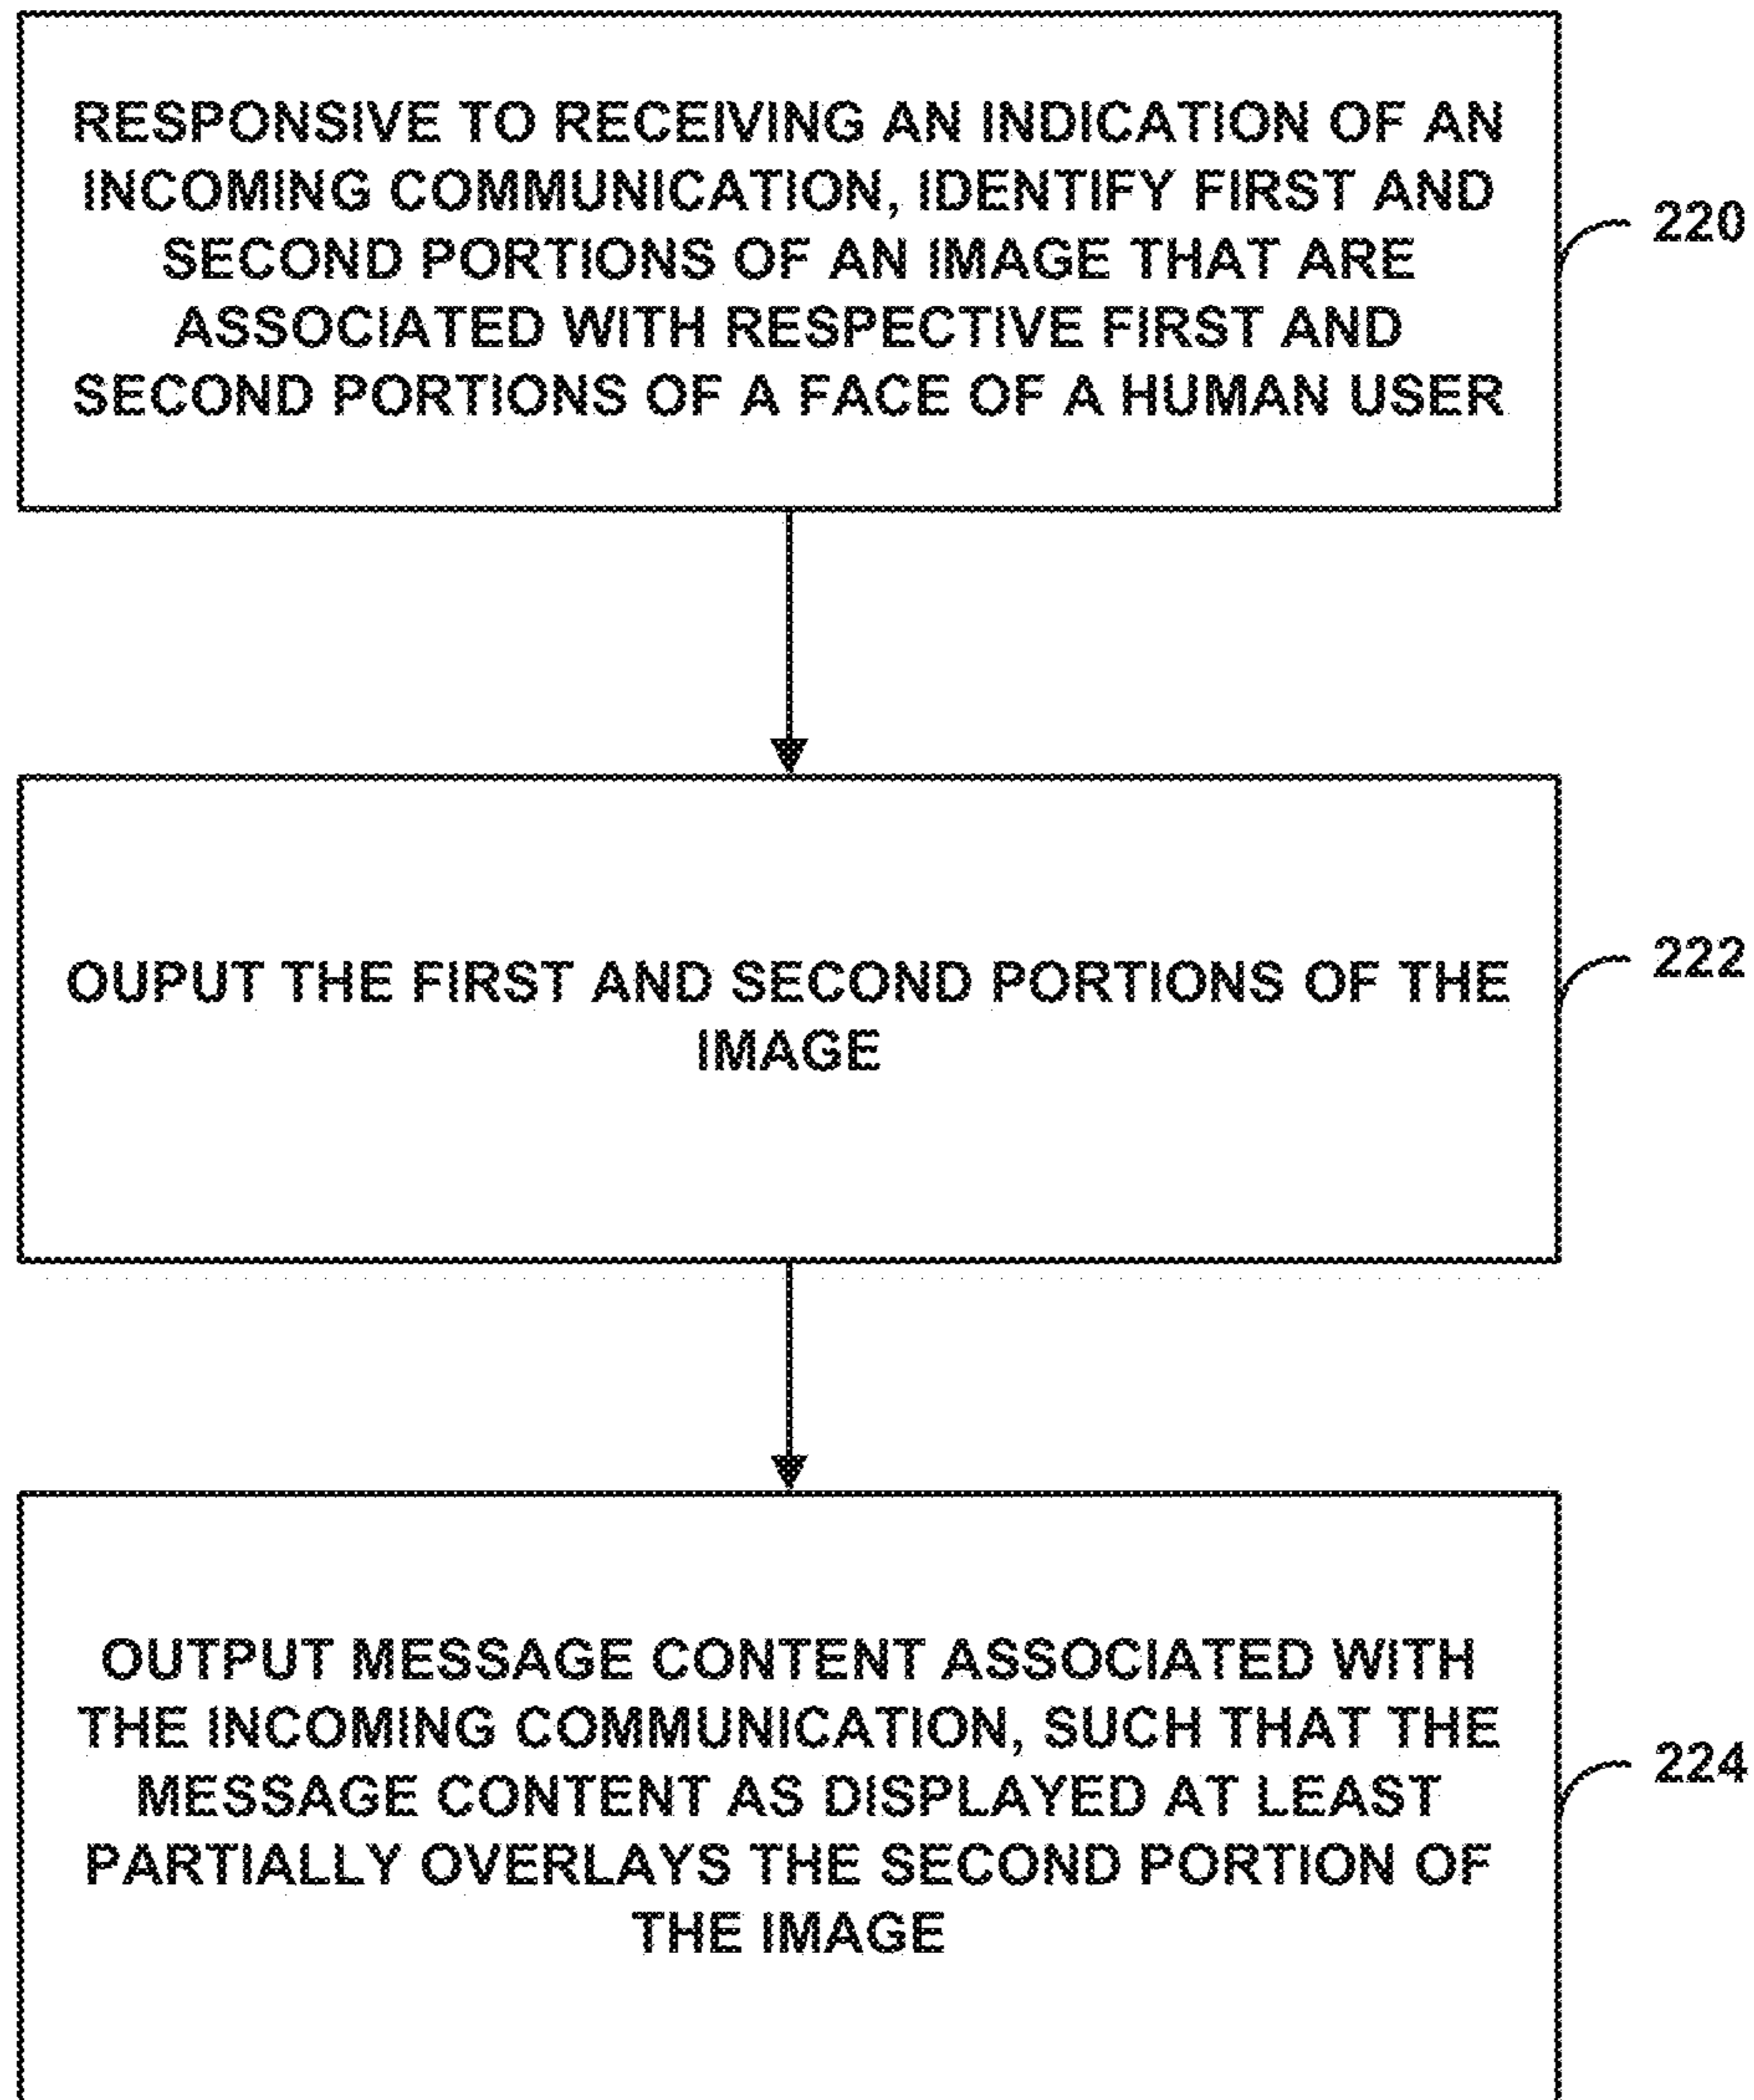 RESPONSIVE TO RECEIVING AN INDICATION OF AN
INCOMING COMMUNICATION, IDENTIFY FIRST AND
SECOND PORTIONS OF AN IMAGE THAT ARE
ASSOCIATED WITH RESPECTIVE FIRST AND
SECOND PORTIONS OF A FACE OF A HUMAN USER
220
OUPUT THE FIRST AND SECOND PORTIONS OF THE
IMAGE
222
OUTPUT MESSAGE CONTENT ASSOCIATED WITH
THE INCOMING COMMUNICATION, SUCH THAT THE
MESSAGE CONTENT AS DISPLAYED AT LEAST
PARTIALLY OVERLAYS THE SECOND PORTION OF
THE IMAGE
224